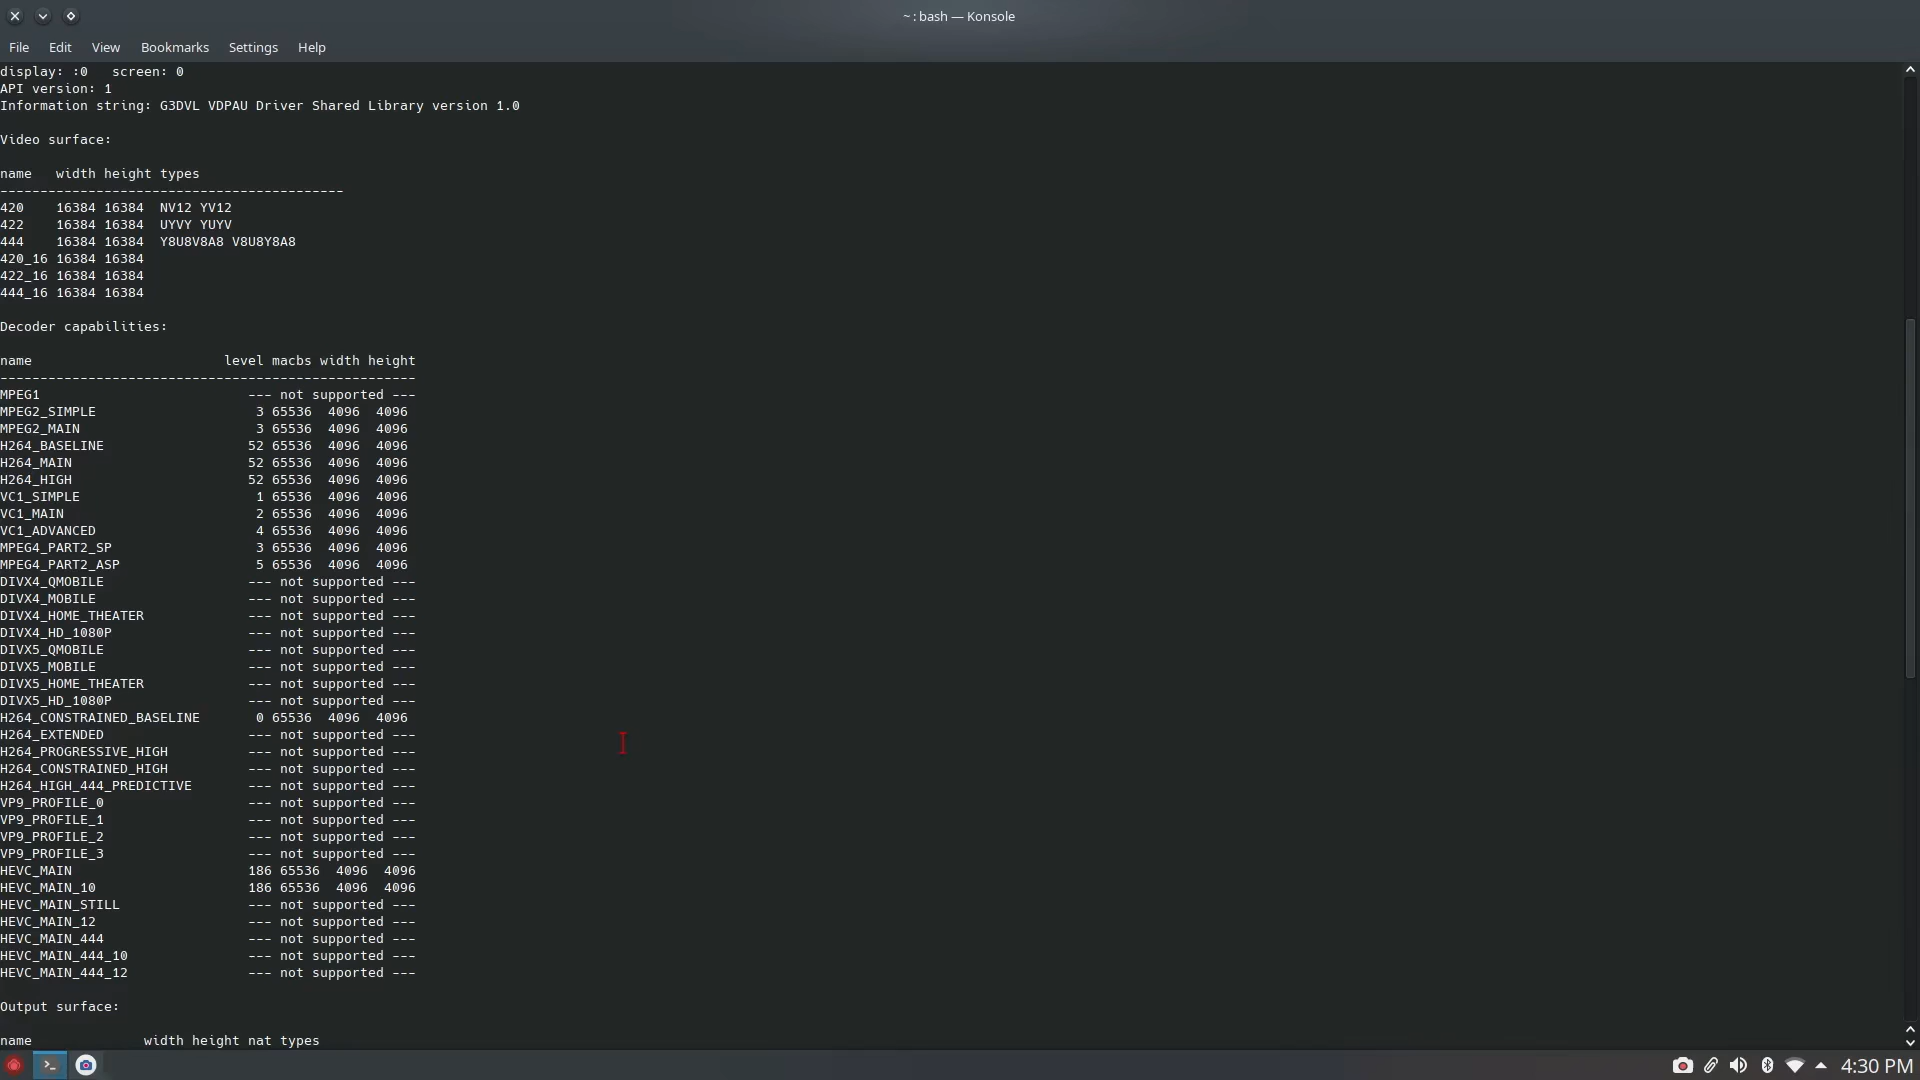 ~ : bash — Konsole
File Edit View Bookmarks Settings Help
display: :0   screen: 0
API version: 1
Information string: G3DVL VDPAU Driver Shared Library version 1.0
Video surface:
name   width height types
-------------------------------------------
420    16384 16384  NV12 YV12
422    16384 16384  UYVY YUYV
444    16384 16384  Y8U8V8A8 V8U8Y8A8
420_16 16384 16384
422_16 16384 16384
444_16 16384 16384
Decoder capabilities:
name                        level macbs width height
----------------------------------------------------
MPEG1                          --- not supported ---
MPEG2_SIMPLE                    3 65536  4096  4096
MPEG2_MAIN                      3 65536  4096  4096
H264_BASELINE                  52 65536  4096  4096
H264_MAIN                      52 65536  4096  4096
H264_HIGH                      52 65536  4096  4096
VC1_SIMPLE                      1 65536  4096  4096
VC1_MAIN                        2 65536  4096  4096
VC1_ADVANCED                    4 65536  4096  4096
MPEG4_PART2_SP                  3 65536  4096  4096
MPEG4_PART2_ASP                 5 65536  4096  4096
DIVX4_QMOBILE                  --- not supported ---
DIVX4_MOBILE                   --- not supported ---
DIVX4_HOME_THEATER             --- not supported ---
DIVX4_HD_1080P                 --- not supported ---
DIVX5_QMOBILE                  --- not supported ---
DIVX5_MOBILE                   --- not supported ---
DIVX5_HOME_THEATER             --- not supported ---
DIVX5_HD_1080P                 --- not supported ---
H264_CONSTRAINED_BASELINE       0 65536  4096  4096
H264_EXTENDED                  --- not supported ---
H264_PROGRESSIVE_HIGH          --- not supported ---
H264_CONSTRAINED_HIGH          --- not supported ---
H264_HIGH_444_PREDICTIVE       --- not supported ---
VP9_PROFILE_0                  --- not supported ---
VP9_PROFILE_1                  --- not supported ---
VP9_PROFILE_2                  --- not supported ---
VP9_PROFILE_3                  --- not supported ---
HEVC_MAIN                      186 65536  4096  4096
HEVC_MAIN_10                   186 65536  4096  4096
HEVC_MAIN_STILL                --- not supported ---
HEVC_MAIN_12                   --- not supported ---
HEVC_MAIN_444                  --- not supported ---
HEVC_MAIN_444_10               --- not supported ---
HEVC_MAIN_444_12               --- not supported ---
Output surface:
name              width height nat types
4:30 PM